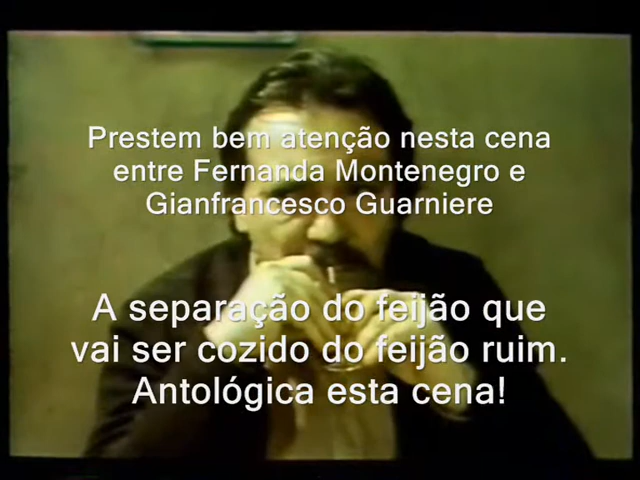 Prestem bem atenção nesta cena
entre Fernanda Montenegro e
Gianfrancesco Guarniere
A separação do feijão que
vai ser cozido do feijão ruim.
Antológica esta cena!